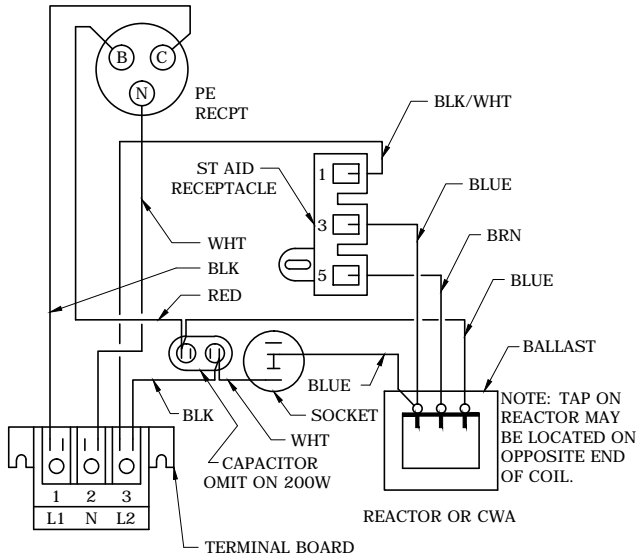 B
C
N
PE
RECPT
BLK/WHT
ST AID
RECEPTACLE
1
3
5
BLUE
BRN
BLUE
WHT
BLK
RED
BALLAST
BLUE
SOCKET
BLK
WHT
CAPACITOR
OMIT ON 200W
NOTE: TAP ON
REACTOR MAY
BE LOCATED ON
OPPOSITE END
OF COIL.
1 2 3
L1 N L2
REACTOR OR CWA
TERMINAL BOARD